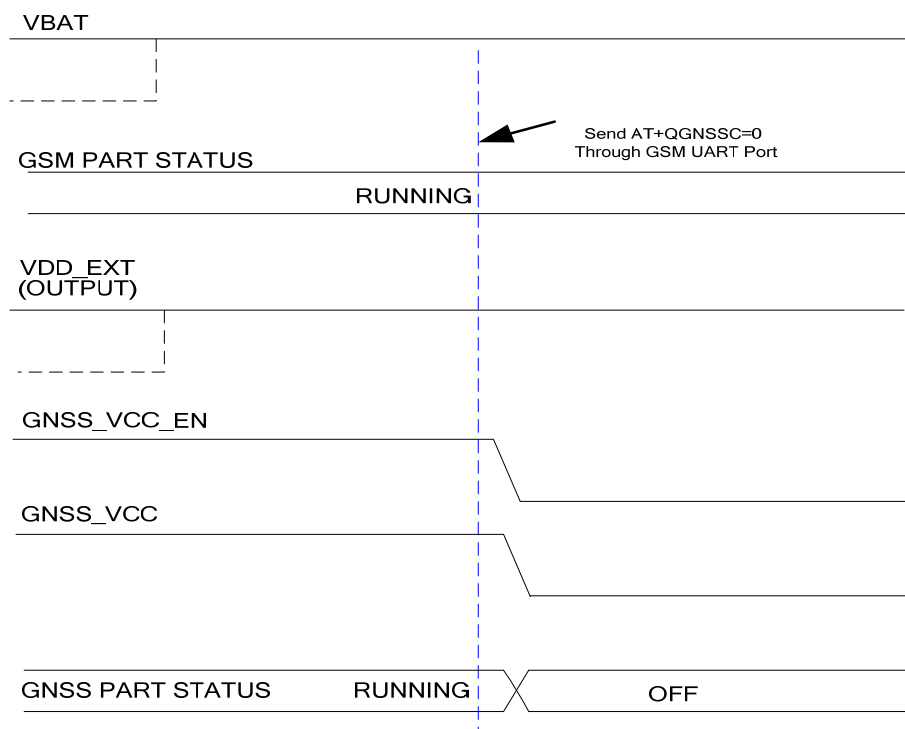 VBAT
Send AT+QGNSSC=0
Through GSM UART Port
GSM PART STATUS
RUNNING
VDD_EXT
(OUTPUT)
GNSS_VCC_EN
GNSS_VCC
GNSS PART STATUS RUNNING OFF